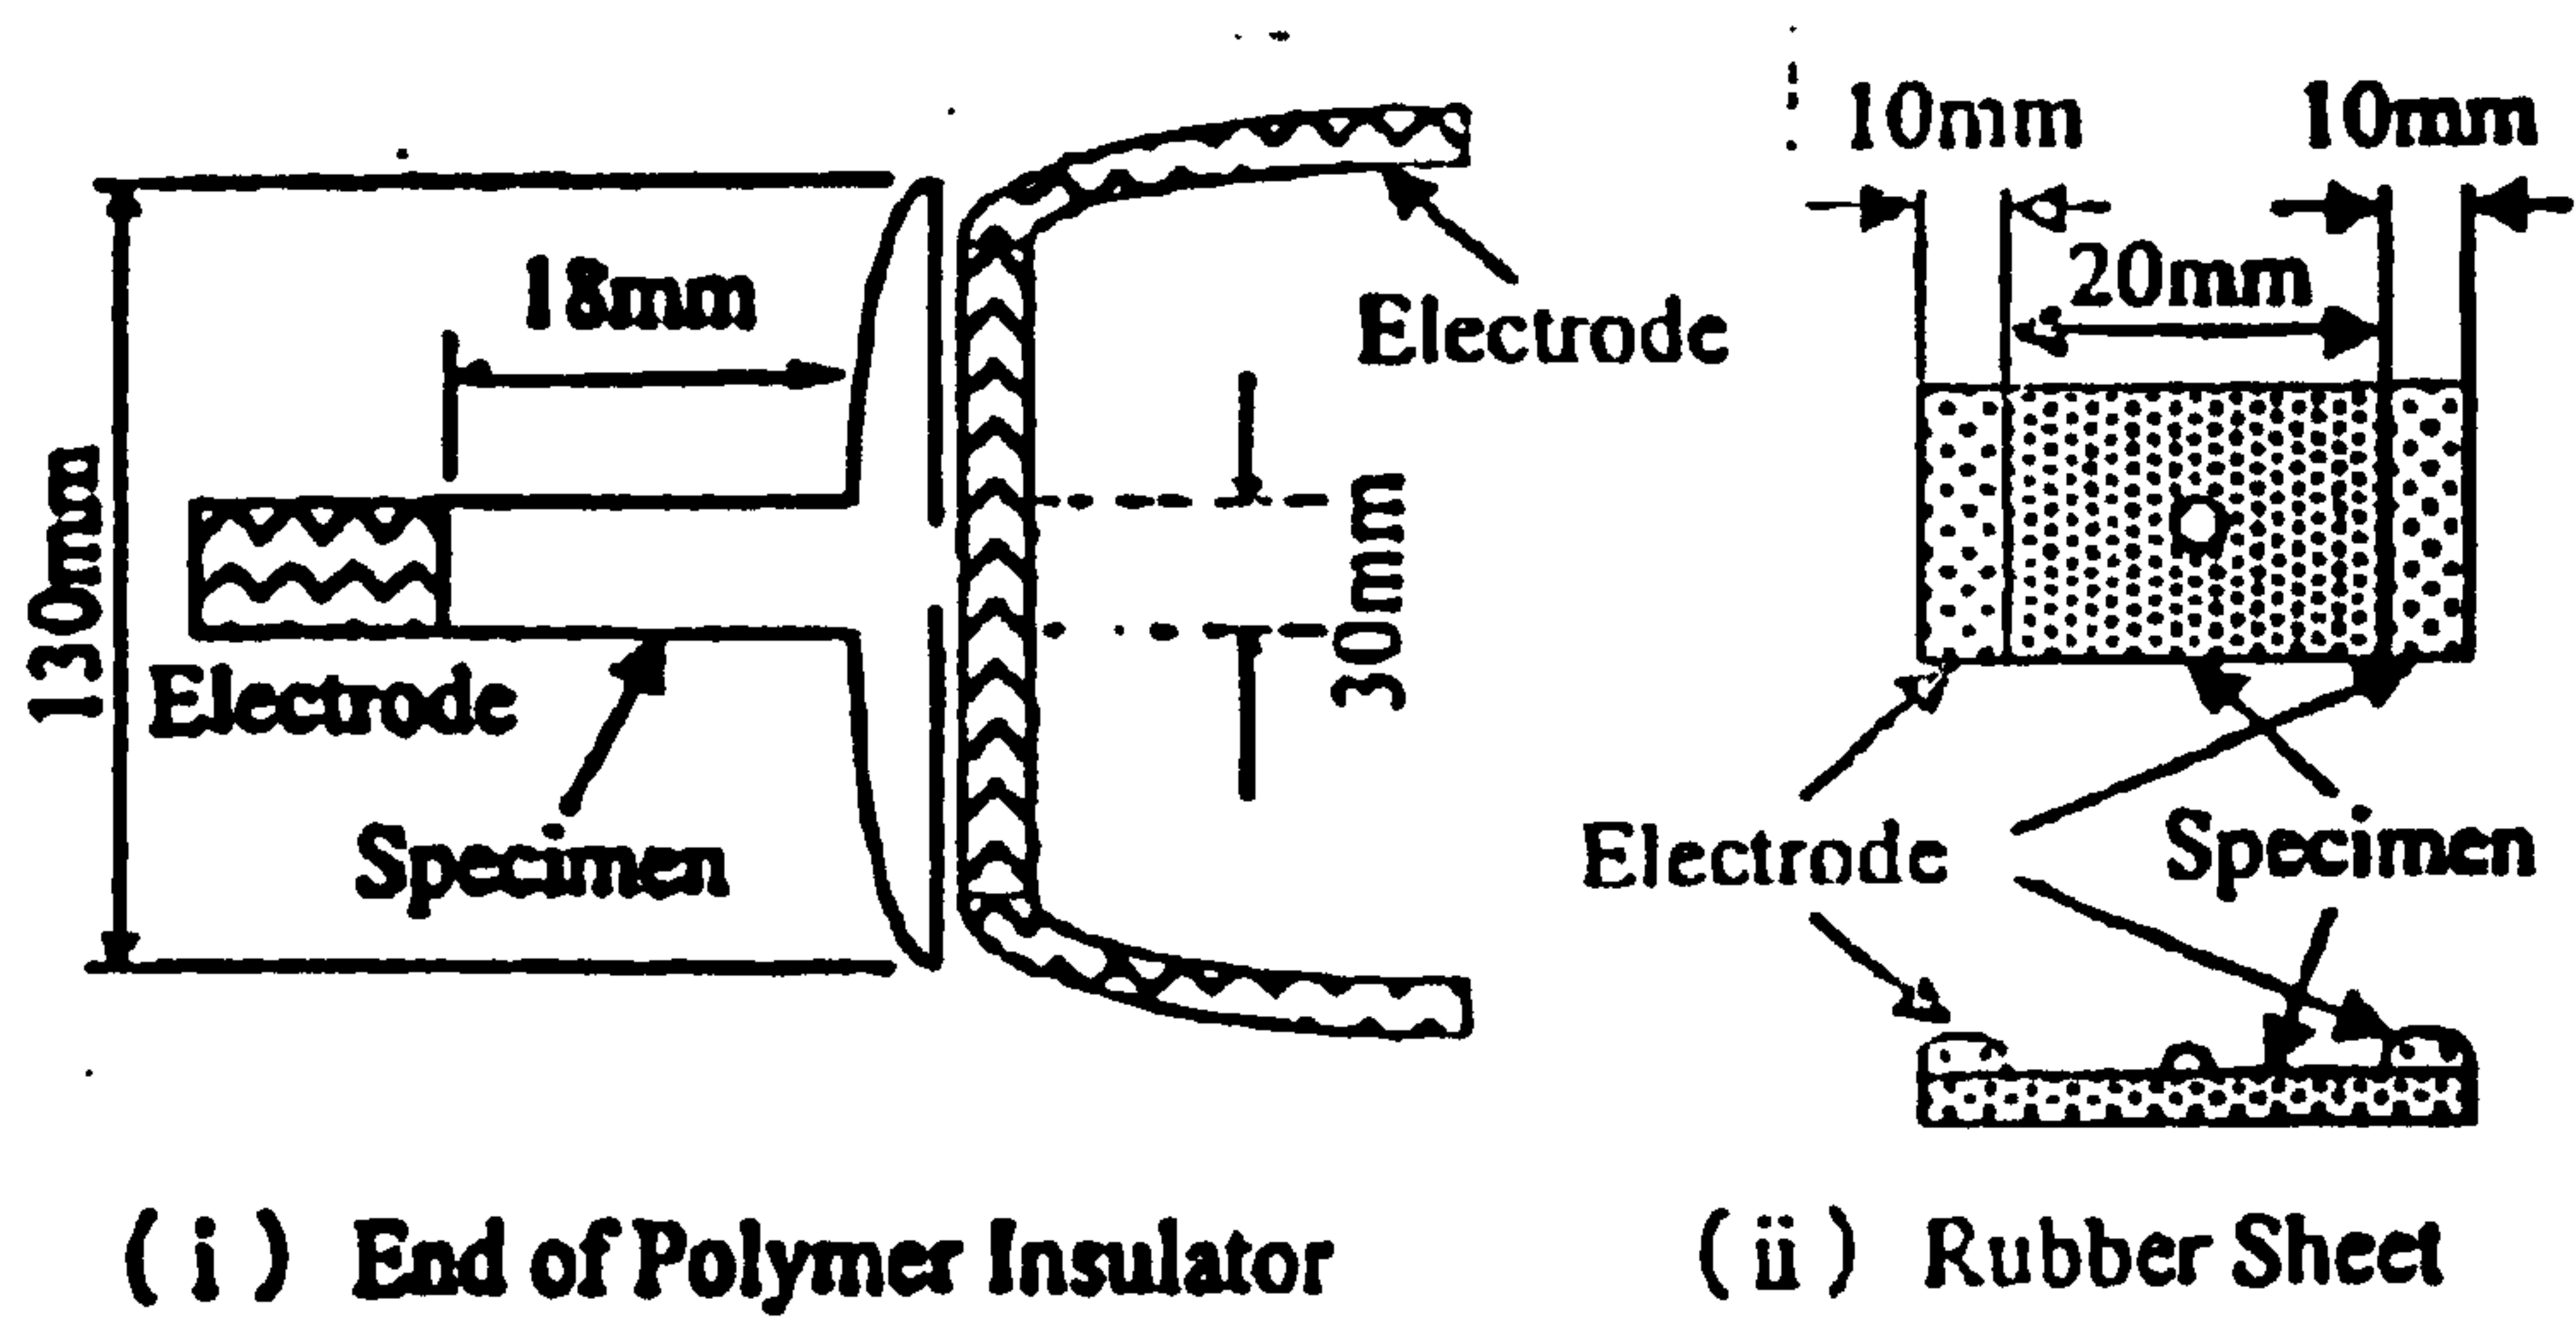 10mm
10mm
18mm
20mm
Electrode
130mm
30mm
Electrode
Specimen
Electrode
Specimen
( i ) End of Polymer Insulator
( ii ) Rubber Sheet